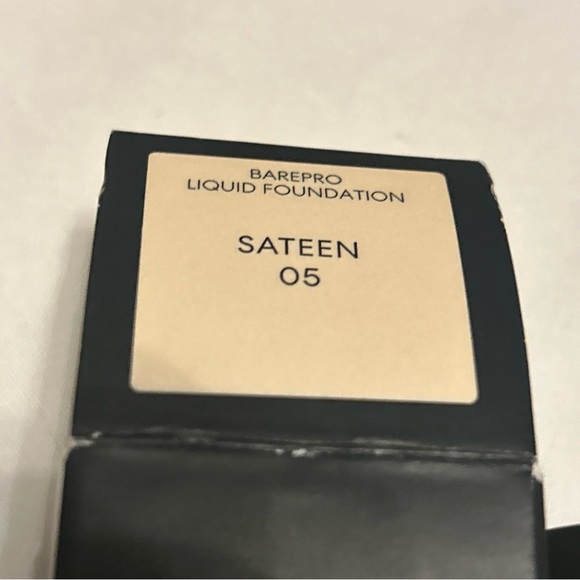 BAREPRO
LIQUID FOUNDATION
SATEEN
05